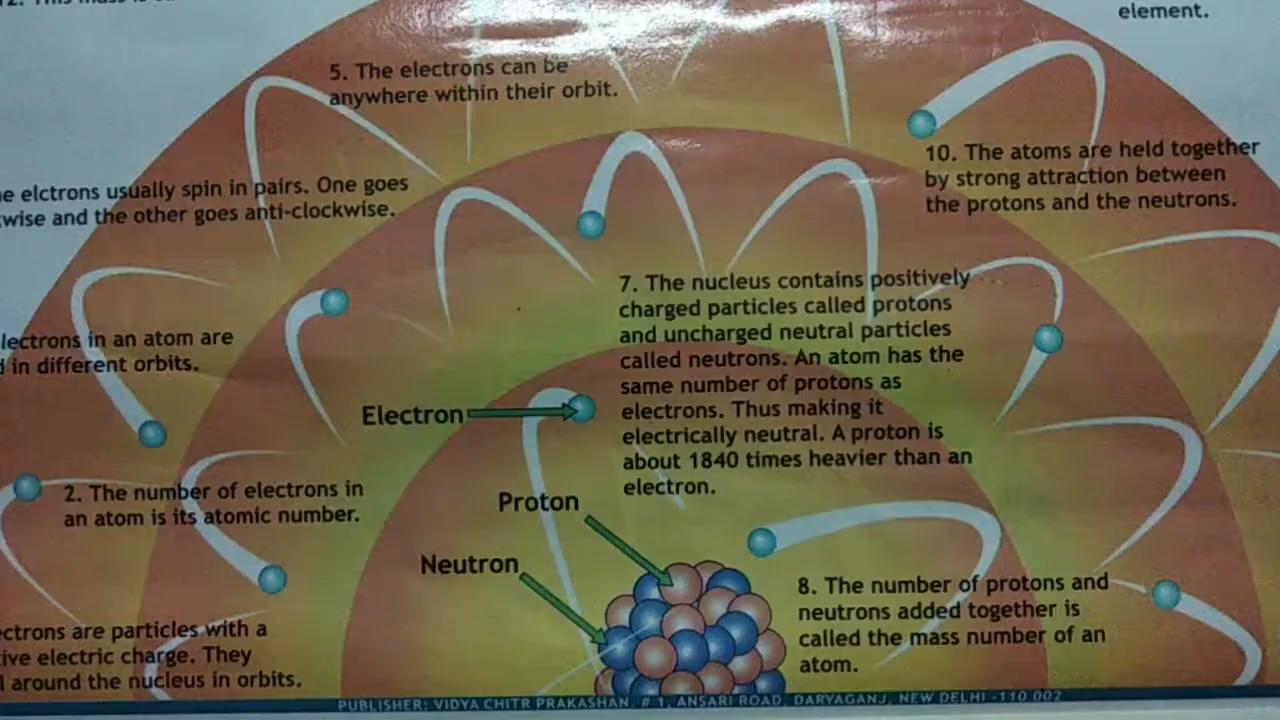 element.
5. The electrons can be
anywhere within their orbit.
10. The atoms are held together
by strong attraction between
the protons and the neutrons.
elctrons usually spin in pairs. One goes
and the other goes anti-clockwise.
7. The nucleus contains positively
charged particles called protons
and uncharged neutral particles
called neutrons. An atom has the
same number of protons as
electrons. Thus making it
electrically neutral. A proton is
about 1840 times heavier than an
electron.
lectrons in an atom are
in different orbits.
Electron
2. The number of electrons in
an atom is its atomic number.
Proton
Neutron
8. The number of protons and
neutrons added together is
called the mass number of an
atom.
ctrons are particles with a
ive electric charge. They
around the nucleus in orbits.
PUBLISHER: VIDYA CHITR PRAKASHAN, # 1, ANSARI ROAD, DARYAGANJ, NEW DELHI -110 002